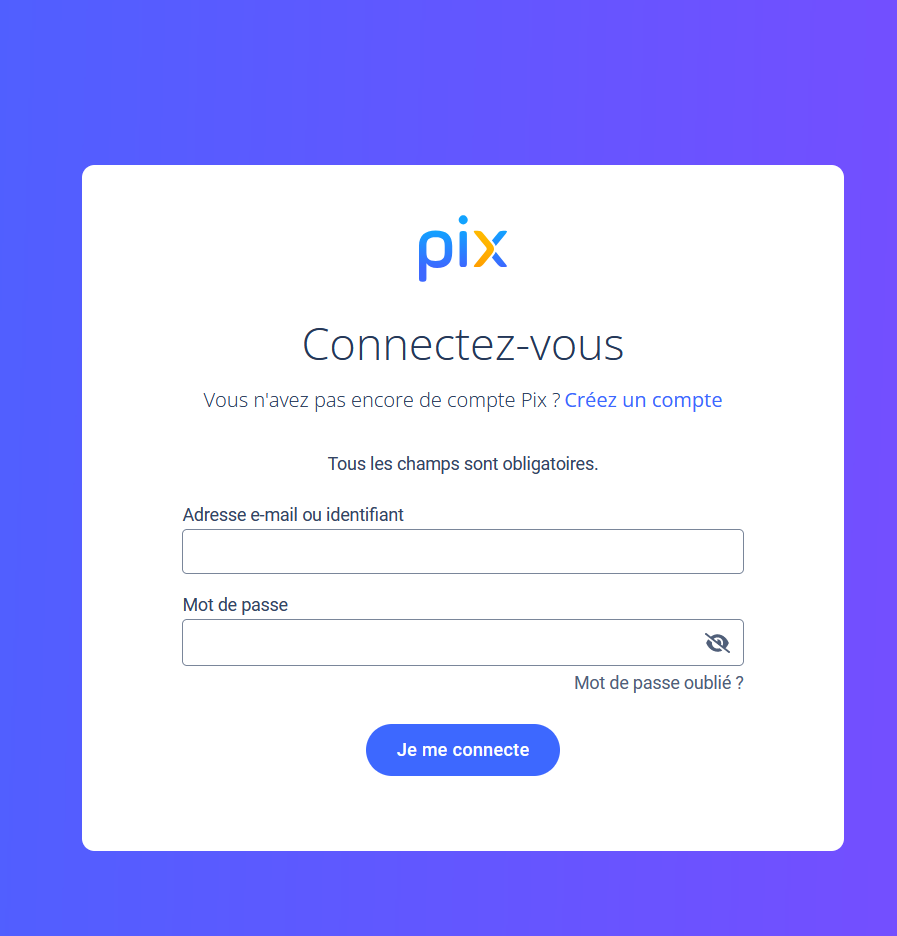 pix
Connectez-vous
Vous n'avez pas encore de compte Pix ? Créez un compte
Tous les champs sont obligatoires.
Adresse e-mail ou identifiant
Mot de passe
Mot de passe oublié ?
Je me connecte